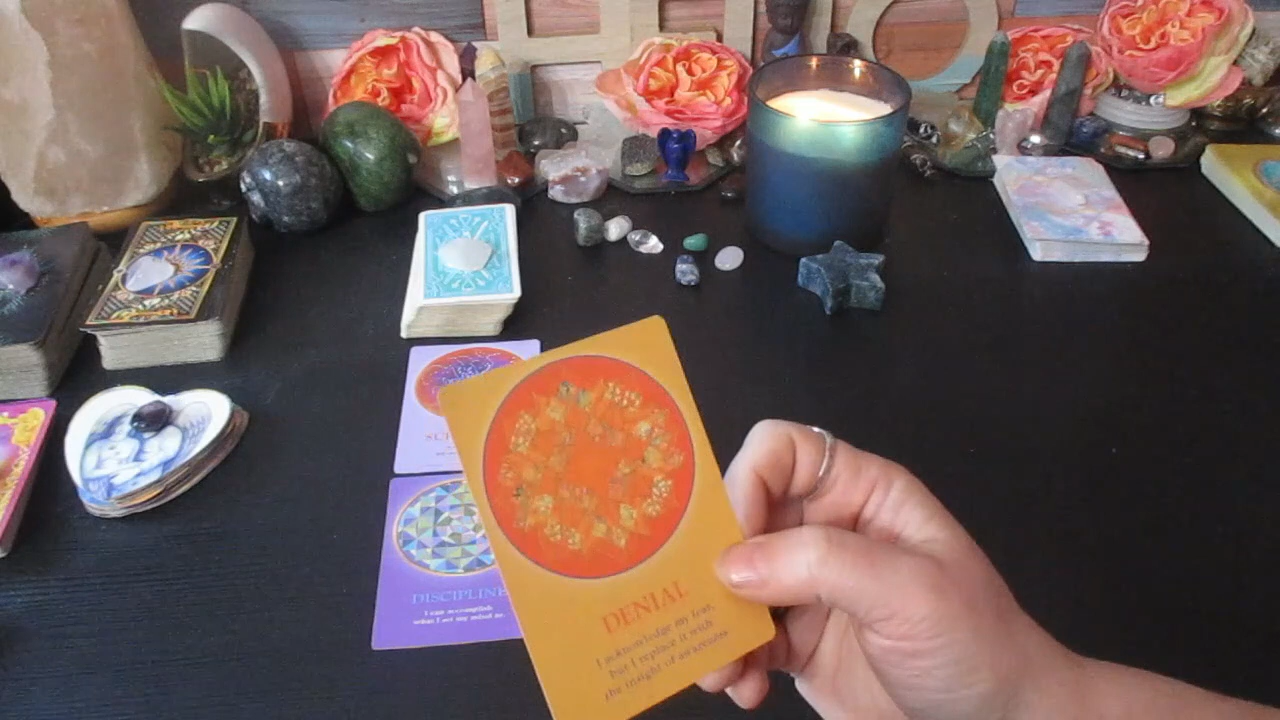 DISCIPLINE
I can accomplish
what I set my mind to.
DENIAL
I acknowledge my fear,
but I replace it with
the insight of awareness